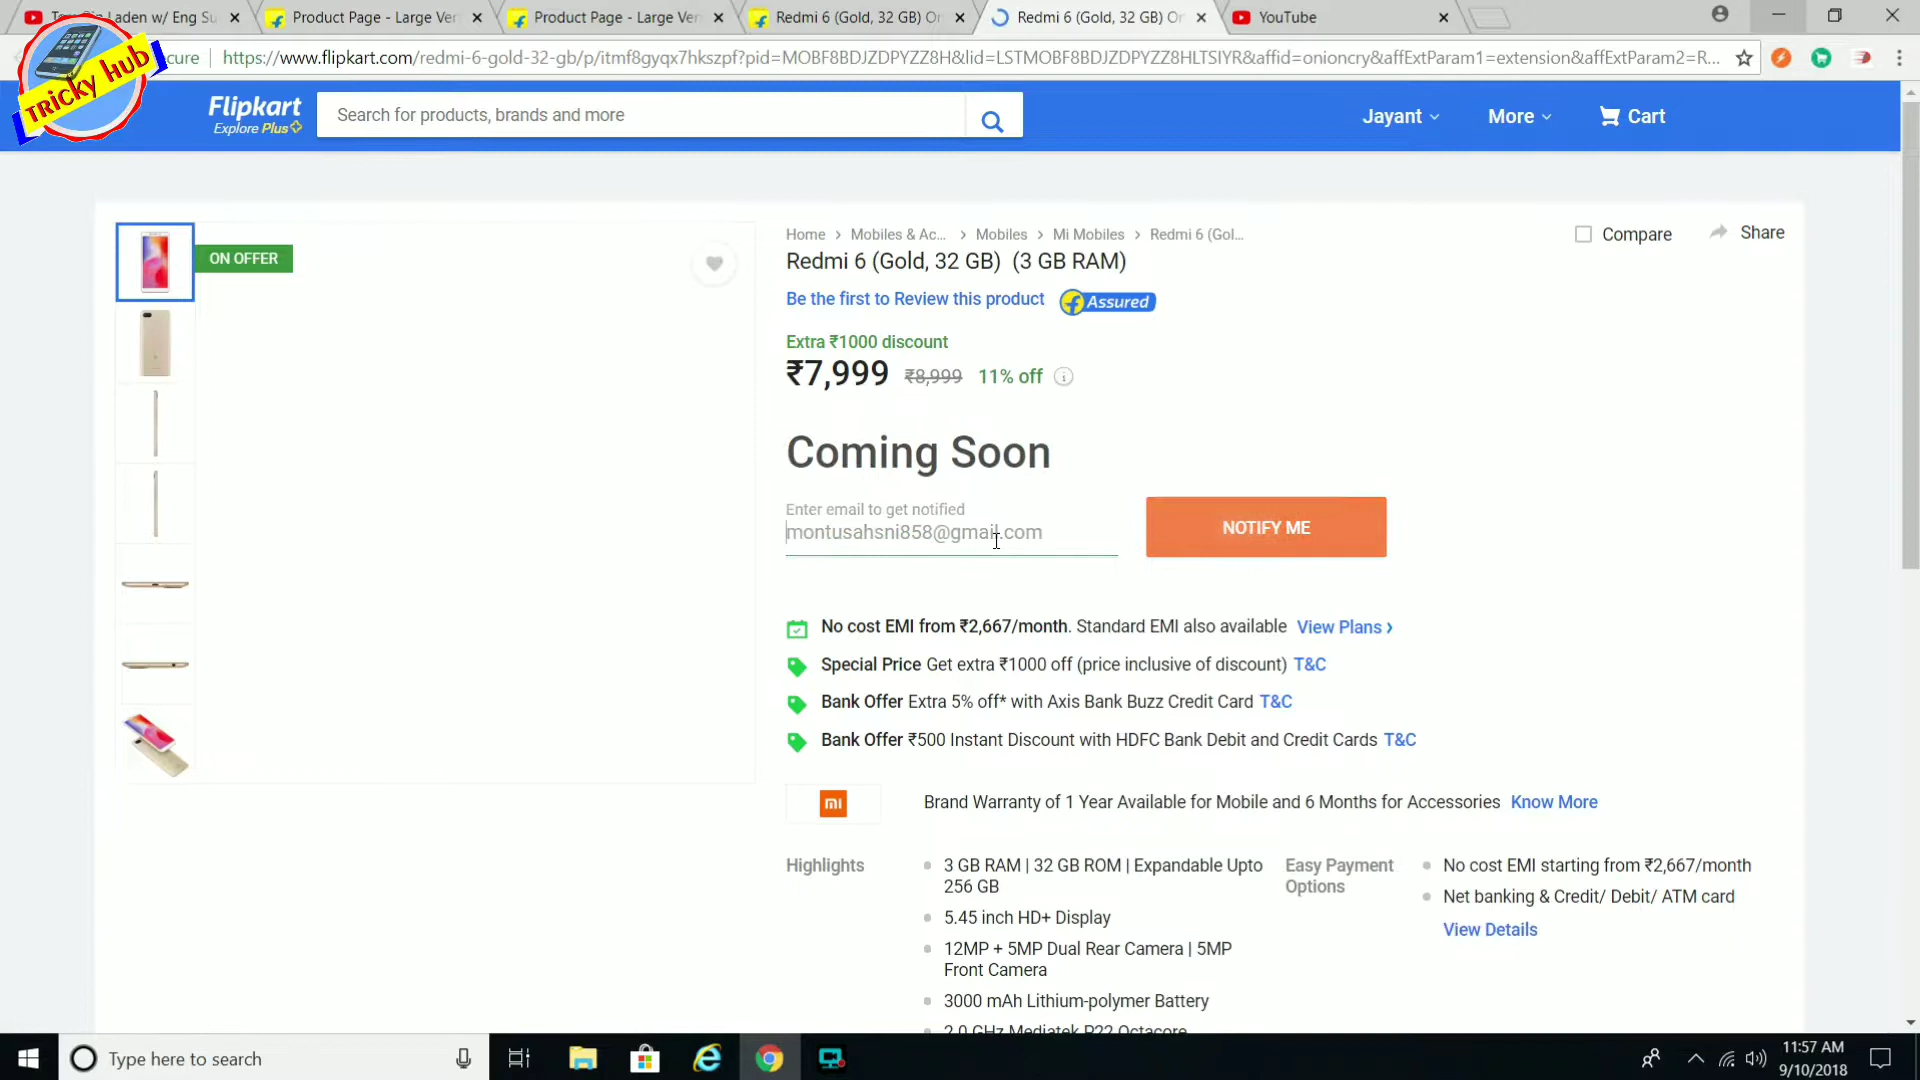 Laden w/ Eng Su
Product Page - Large Ver
Product Page - Large Ver
Redmi 6 (Gold, 32 GB) On
Redmi 6 (Gold, 32 GB) On
YouTube
TRICKY HUB
cure
https://www.flipkart.com/redmi-6-gold-32-gb/p/itmf8gyqx7hkszpf?pid=MOBF8BDJZDPYZZ8H&lid=LSTMOBF8BDJZDPYZZ8HLTSIYR&affid=onioncry&affExtParam1=extension&affExtParam2=R...
Flipkart
Explore Plus
Search for products, brands and more
Jayant
More
Cart
ON OFFER
Home > Mobiles & Ac... > Mobiles > Mi Mobiles > Redmi 6 (Gol...
Compare
Share
Redmi 6 (Gold, 32 GB) (3 GB RAM)
Be the first to Review this product
Assured
Extra ₹1000 discount
₹7,999 ₹8,999 11% off
Coming Soon
Enter email to get notified
montusahsni858@gmail.com
NOTIFY ME
No cost EMI from ₹2,667/month. Standard EMI also available View Plans ›
Special Price Get extra ₹1000 off (price inclusive of discount) T&C
Bank Offer Extra 5% off* with Axis Bank Buzz Credit Card T&C
Bank Offer ₹500 Instant Discount with HDFC Bank Debit and Credit Cards T&C
mi
Brand Warranty of 1 Year Available for Mobile and 6 Months for Accessories Know More
Highlights
3 GB RAM | 32 GB ROM | Expandable Upto
256 GB
5.45 inch HD+ Display
12MP + 5MP Dual Rear Camera | 5MP
Front Camera
3000 mAh Lithium-polymer Battery
2.0 GHz Mediatek P22 Octacore
Easy Payment
Options
No cost EMI starting from ₹2,667/month
Net banking & Credit/ Debit/ ATM card
View Details
Type here to search
11:57 AM
9/10/2018